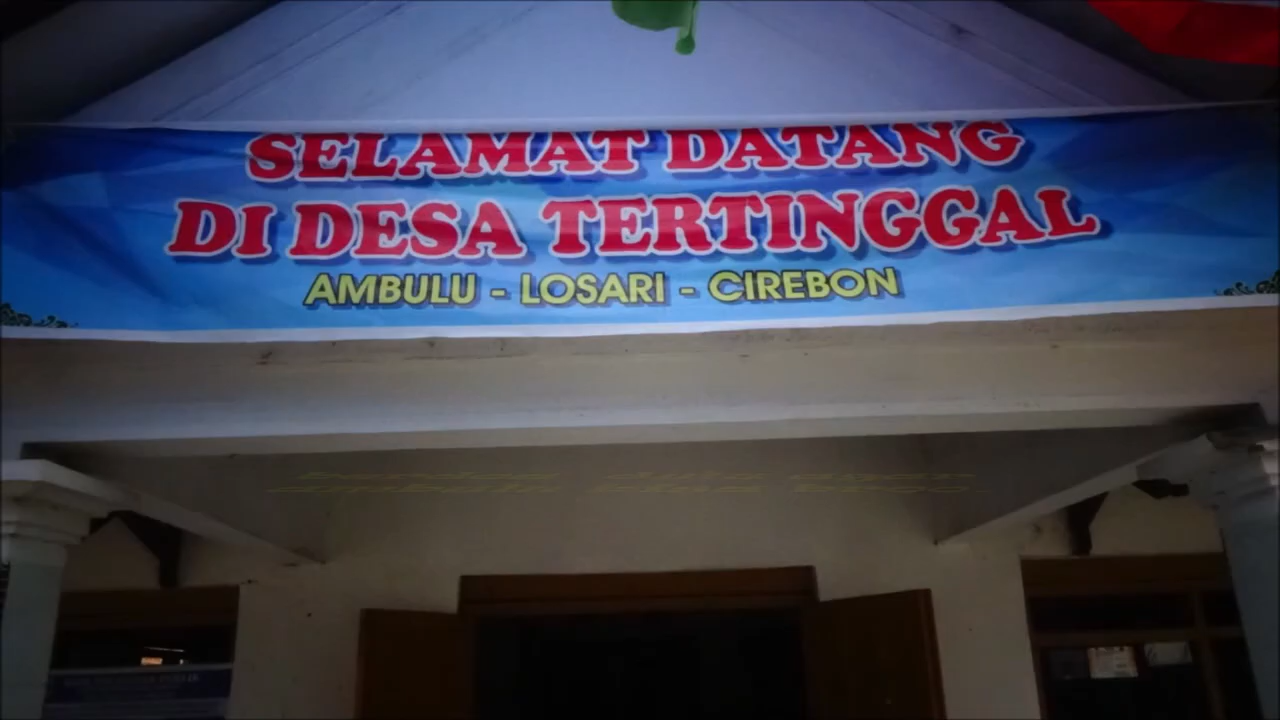 SELAMAT DATANG
DI DESA TERTINGGAL
AMBULU - LOSARI - CIREBON